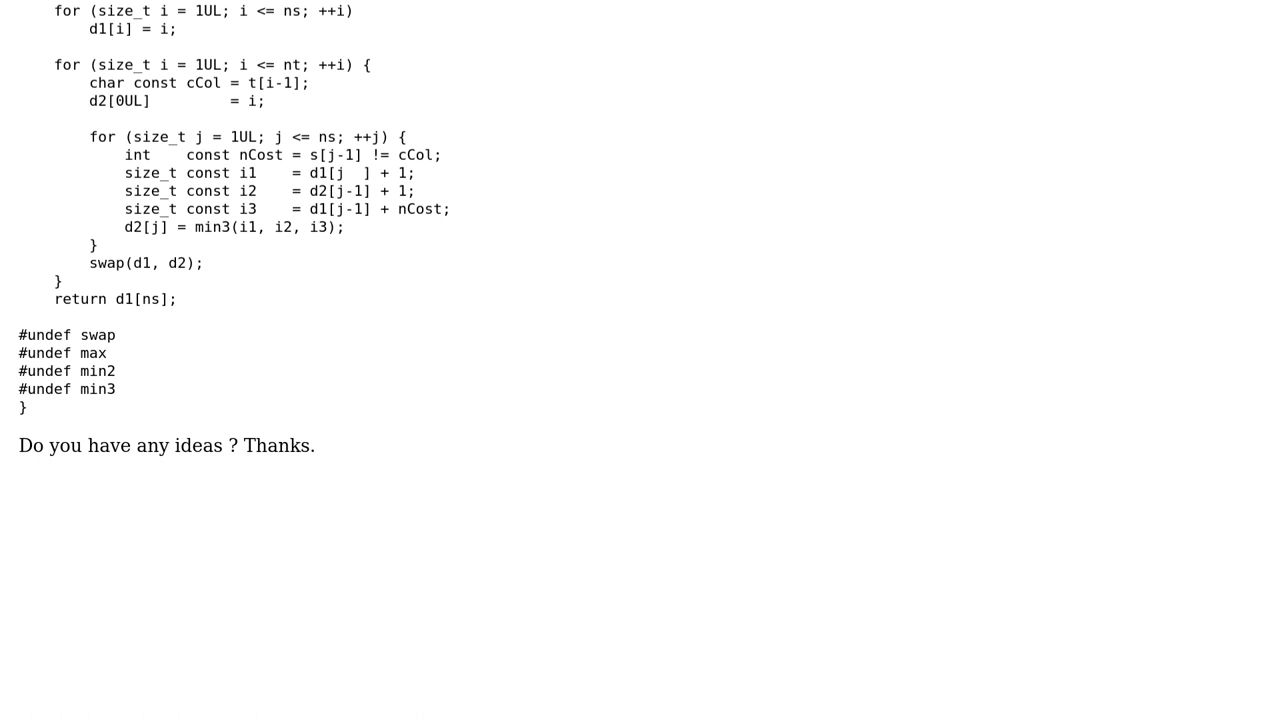 for (size_t i = 1UL; i <= ns; ++i)
        d1[i] = i;

    for (size_t i = 1UL; i <= nt; ++i) {
        char const cCol = t[i-1];
        d2[0UL]         = i;

        for (size_t j = 1UL; j <= ns; ++j) {
            int    const nCost = s[j-1] != cCol;
            size_t const i1    = d1[j  ] + 1;
            size_t const i2    = d2[j-1] + 1;
            size_t const i3    = d1[j-1] + nCost;
            d2[j] = min3(i1, i2, i3);
        }
        swap(d1, d2);
    }
    return d1[ns];

#undef swap
#undef max
#undef min2
#undef min3
}
Do you have any ideas ? Thanks.